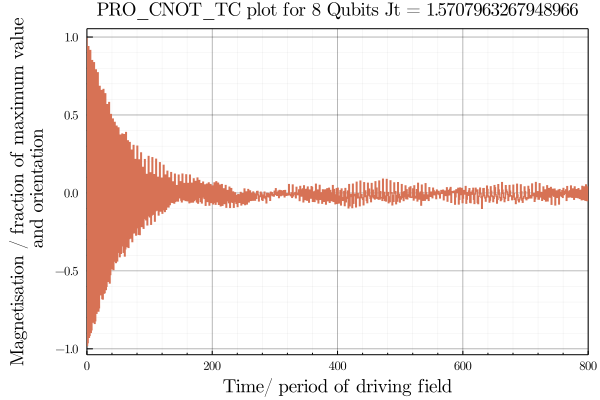 PRO_CNOT_TC plot for 8 Qubits Jt = 1.5707963267948966
Magnetisation / fraction of maximum value
and orientation
1.0
0.5
0.0
−0.5
−1.0
0 200 400 600 800
Time/ period of driving field